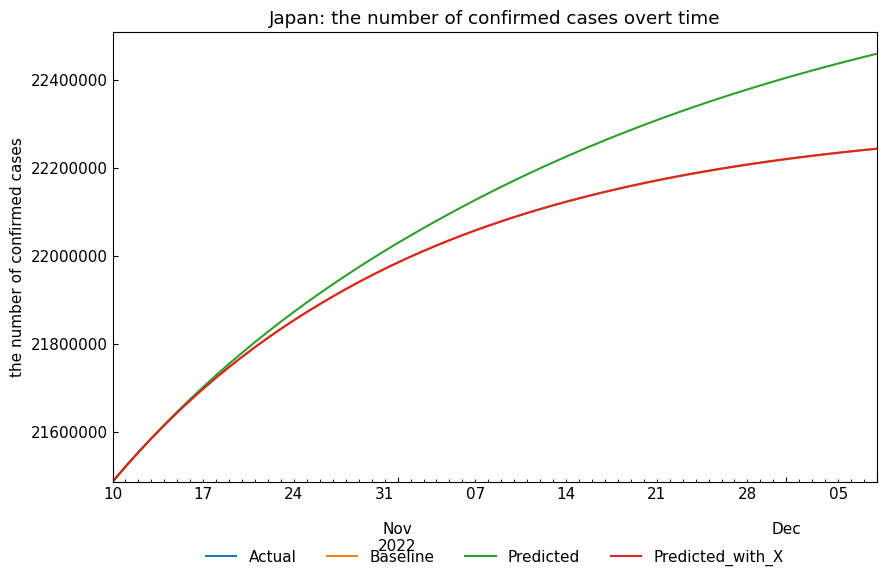 Japan: the number of confirmed cases overt time
the number of confirmed cases
22400000
22200000
22000000
21800000
21600000
10 17 24 31 07 14 21 28 05
Nov Dec
2022
Actual Baseline Predicted Predicted_with_X